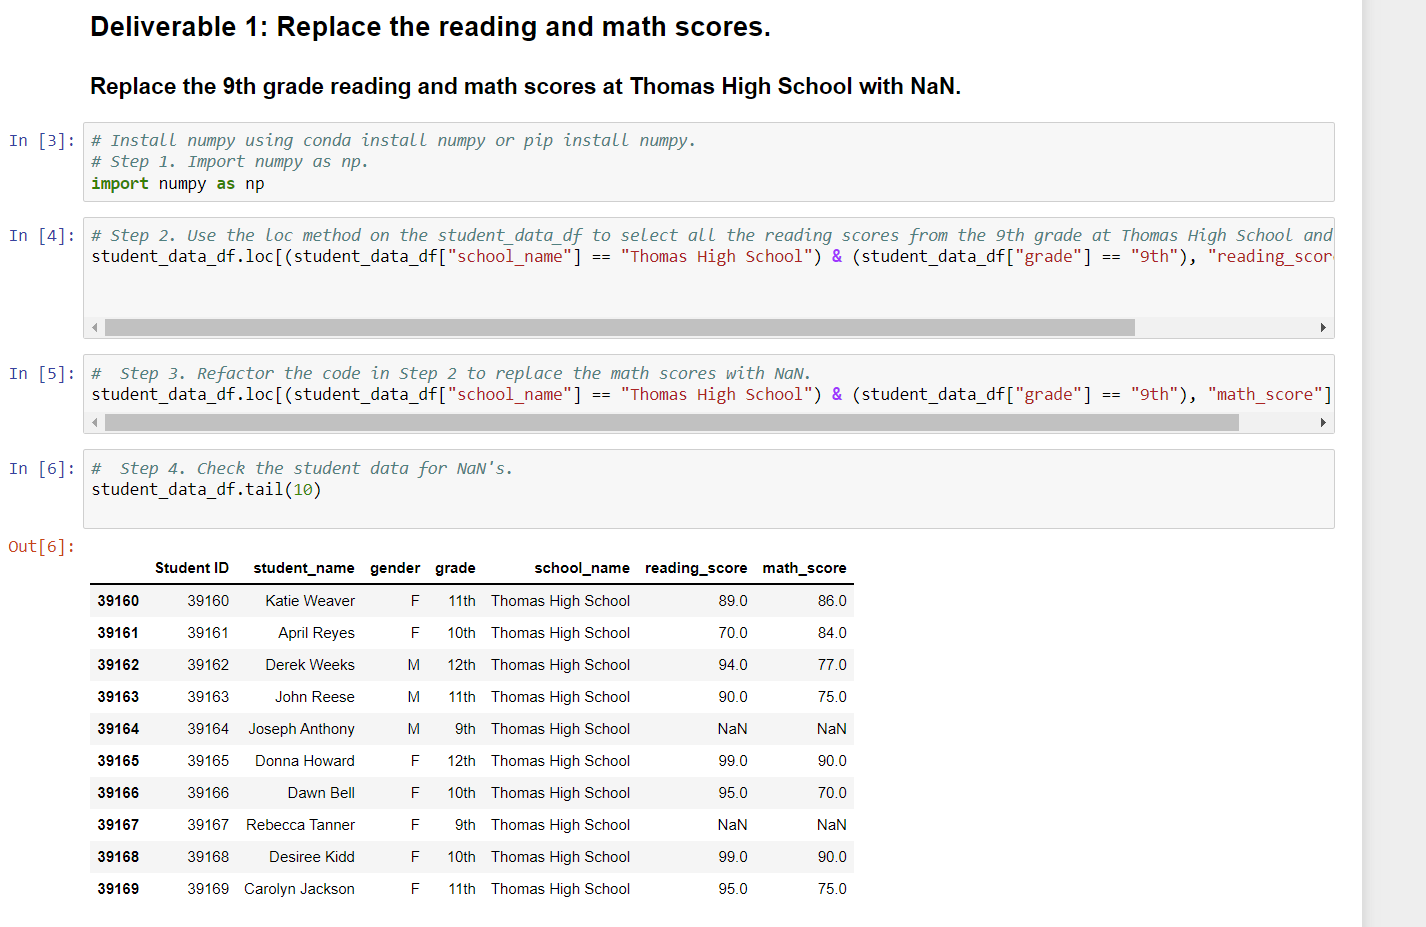 Deliverable 1: Replace the reading and math scores.
Replace the 9th grade reading and math scores at Thomas High School with NaN.
In [3]: # Install numpy using conda install numpy or pip install numpy.
# Step 1. Import numpy as np.
import numpy as np
In [4]: # Step 2. Use the loc method on the student_data_df to select all the reading scores from the 9th grade at Thomas High School and
student_data_df.loc[(student_data_df["school_name"] == "Thomas High School") & (student_data_df["grade"] == "9th"), "reading_scor
In [5]: #  Step 3. Refactor the code in Step 2 to replace the math scores with NaN.
student_data_df.loc[(student_data_df["school_name"] == "Thomas High School") & (student_data_df["grade"] == "9th"), "math_score"]
In [6]: #  Step 4. Check the student data for NaN's.
student_data_df.tail(10)
Out[6]:
Student ID student_name gender grade school_name reading_score math_score
39160 39160 Katie Weaver F 11th Thomas High School 89.0 86.0
39161 39161 April Reyes F 10th Thomas High School 70.0 84.0
39162 39162 Derek Weeks M 12th Thomas High School 94.0 77.0
39163 39163 John Reese M 11th Thomas High School 90.0 75.0
39164 39164 Joseph Anthony M 9th Thomas High School NaN NaN
39165 39165 Donna Howard F 12th Thomas High School 99.0 90.0
39166 39166 Dawn Bell F 10th Thomas High School 95.0 70.0
39167 39167 Rebecca Tanner F 9th Thomas High School NaN NaN
39168 39168 Desiree Kidd F 10th Thomas High School 99.0 90.0
39169 39169 Carolyn Jackson F 11th Thomas High School 95.0 75.0